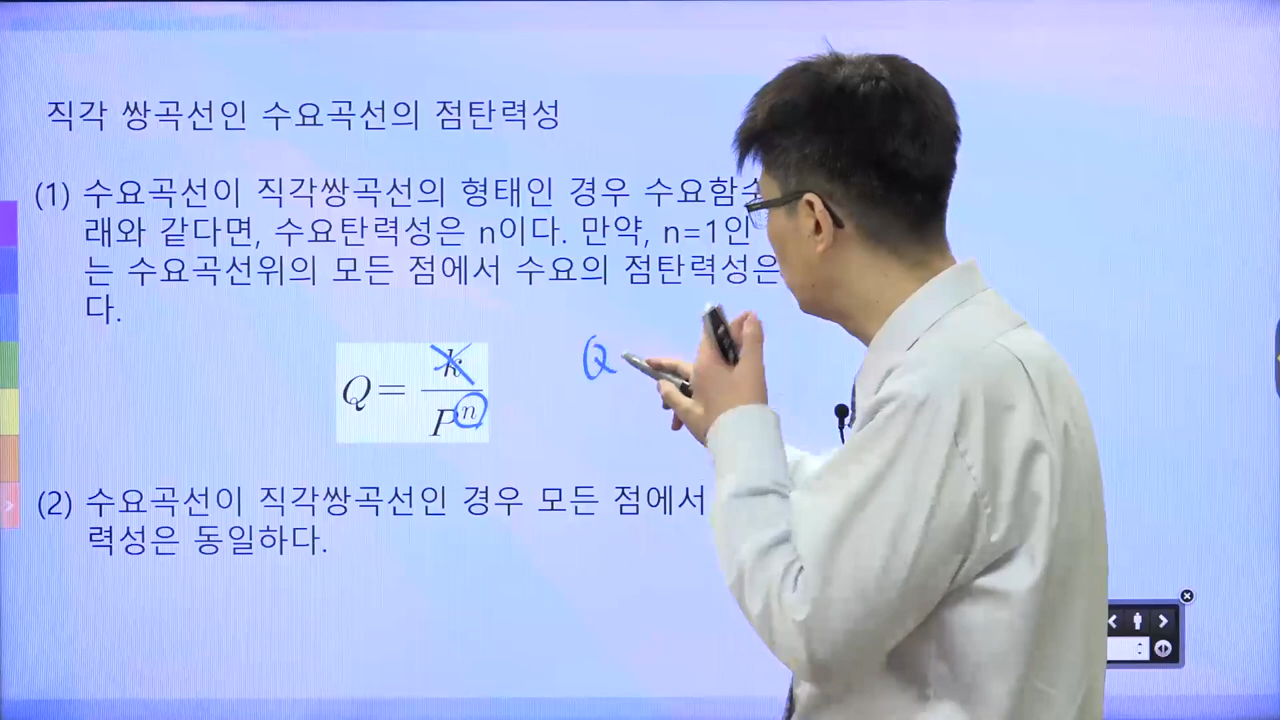 직각 쌍곡선인 수요곡선의 점탄력성
(1) 수요곡선이 직각쌍곡선의 형태인 경우 수요함수
래와 같다면, 수요탄력성은 n이다. 만약, n=1인
는 수요곡선위의 모든 점에서 수요의 점탄력성은
다.
Q = k / P^n
Q
(2) 수요곡선이 직각쌍곡선인 경우 모든 점에서
력성은 동일하다.